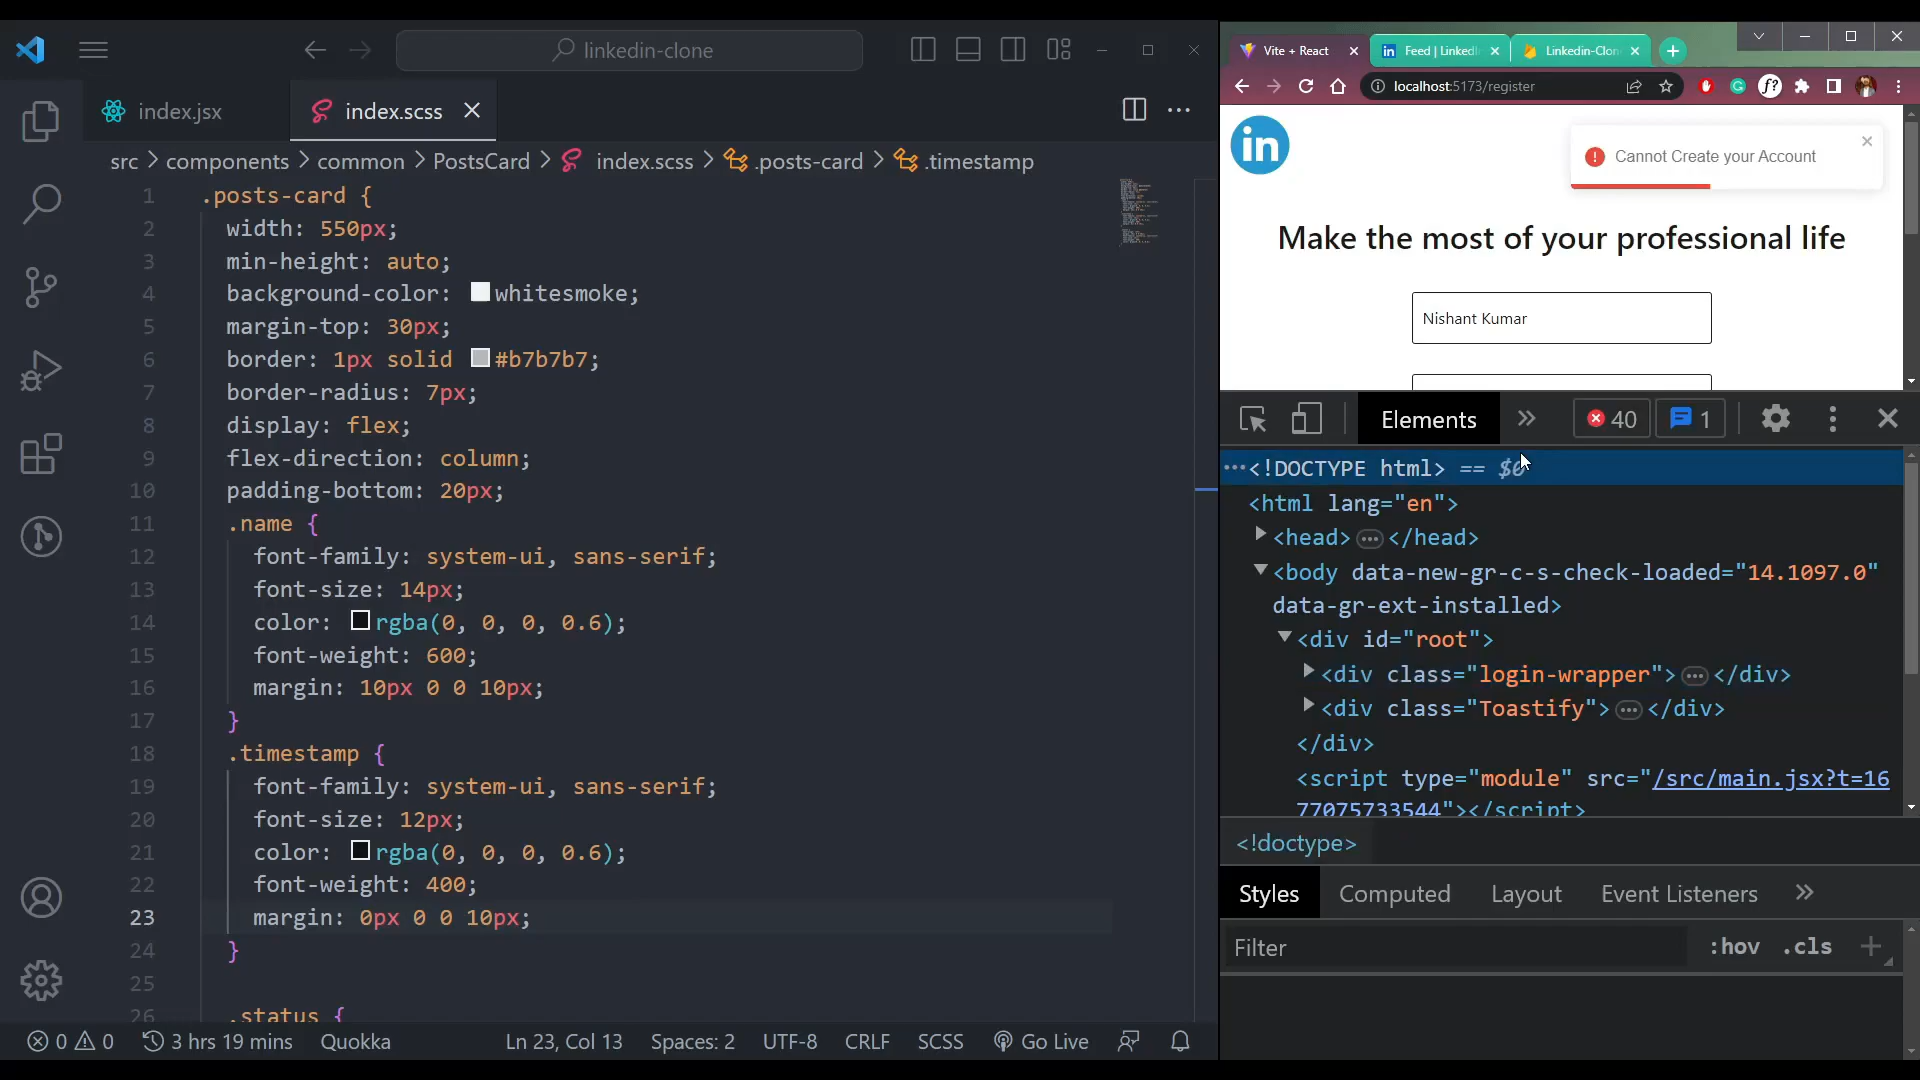 linkedin-clone
index.jsx
index.scss
src > components > common > PostsCard > index.scss > .posts-card > .timestamp
1 .posts-card {
2 width: 550px;
3 min-height: auto;
4 background-color: whitesmoke;
5 margin-top: 30px;
6 border: 1px solid #b7b7b7;
7 border-radius: 7px;
8 display: flex;
9 flex-direction: column;
10 padding-bottom: 20px;
11 .name {
12 font-family: system-ui, sans-serif;
13 font-size: 14px;
14 color: rgba(0, 0, 0, 0.6);
15 font-weight: 600;
16 margin: 10px 0 0 10px;
17 }
18 .timestamp {
19 font-family: system-ui, sans-serif;
20 font-size: 12px;
21 color: rgba(0, 0, 0, 0.6);
22 font-weight: 400;
23 margin: 0px 0 0 10px;
24 }
25
26 .status {
0 0 3 hrs 19 mins Quokka Ln 23, Col 13 Spaces: 2 UTF-8 CRLF SCSS Go Live
Vite + React
Feed | LinkedI
Linkedin-Clon
localhost:5173/register
in
Cannot Create your Account
Make the most of your professional life
Nishant Kumar
Elements » 40 1
<!DOCTYPE html> == $0
<html lang="en">
<head> … </head>
<body data-new-gr-c-s-check-loaded="14.1097.0"
data-gr-ext-installed>
<div id="root">
<div class="login-wrapper"> … </div>
<div class="Toastify"> … </div>
</div>
<script type="module" src="/src/main.jsx?t=16
77075733544"></script>
<!doctype>
Styles Computed Layout Event Listeners »
Filter :hov .cls +